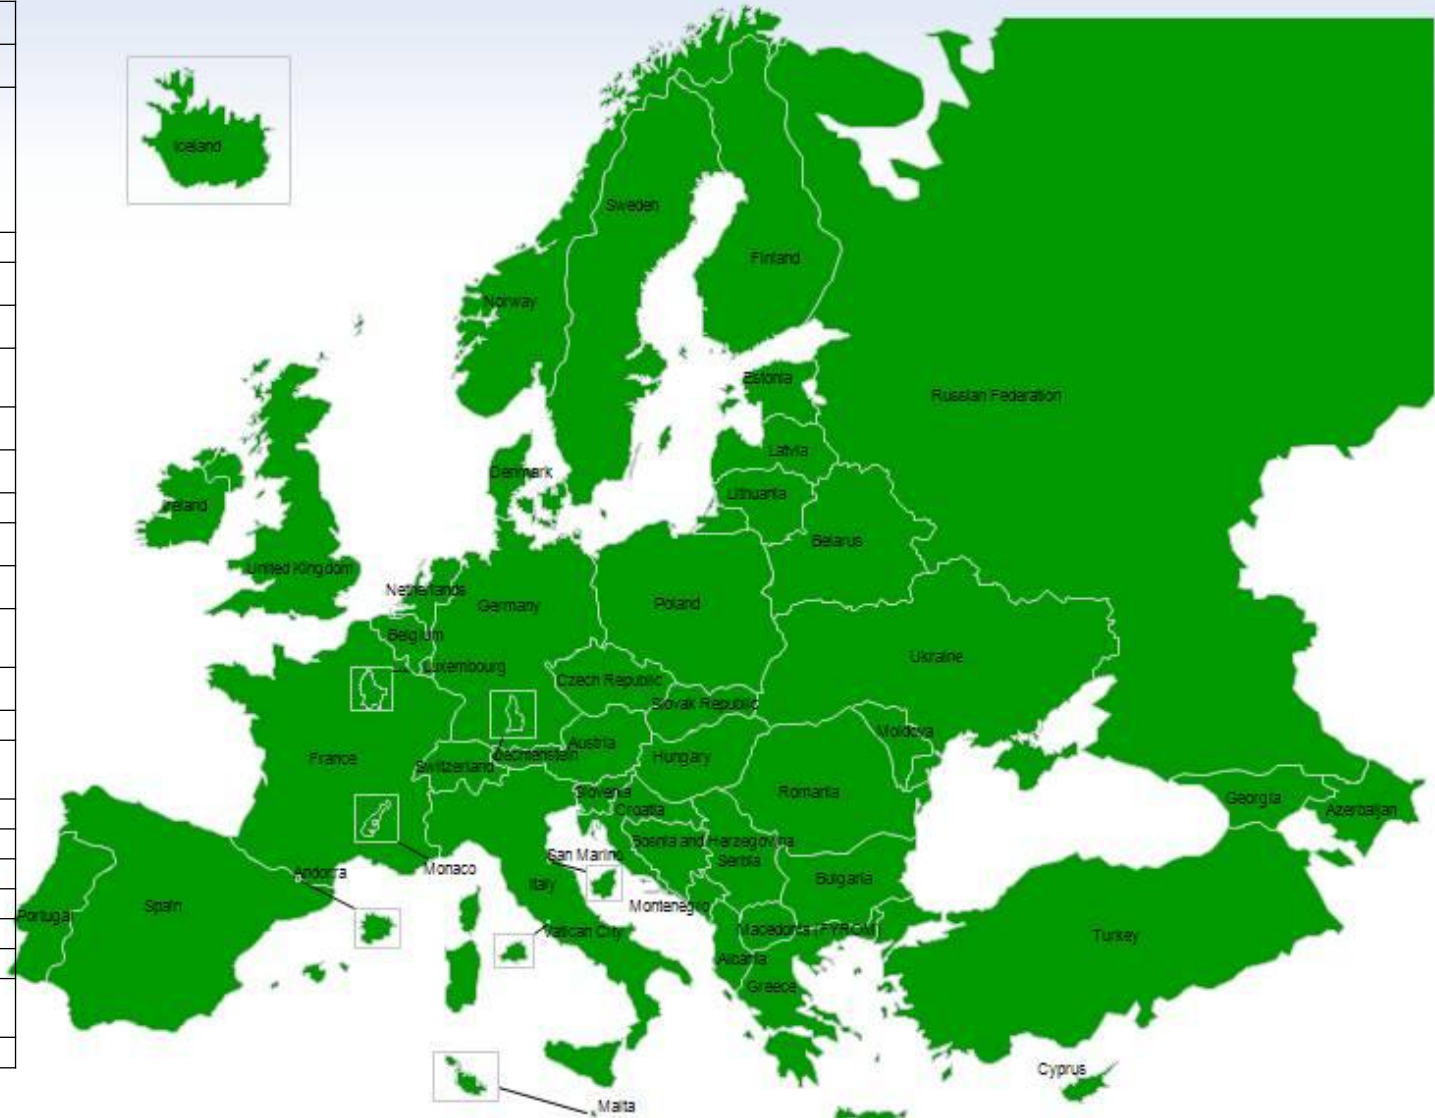 Iceland
Sweden
Finland
Norway
Estonia
Russian Federation
Latvia
Denmark
Lithuania
Ireland
Belarus
United Kingdom
Netherlands
Germany
Poland
Belgium
Ukraine
Luxembourg
Czech Republic
Slovak Republic
Moldova
Austria
Liechtenstein
Hungary
France
Switzerland
Slovenia
Romania
Georgia
Croatia
Azerbaijan
Bosnia and Herzegovina
San Marino
Serbia
Monaco
Andorra
Bulgaria
Italy
Spain
Montenegro
Portugal
Vatican City
Macedonia (FYROM)
Turkey
Albania
Greece
Cyprus
Malta